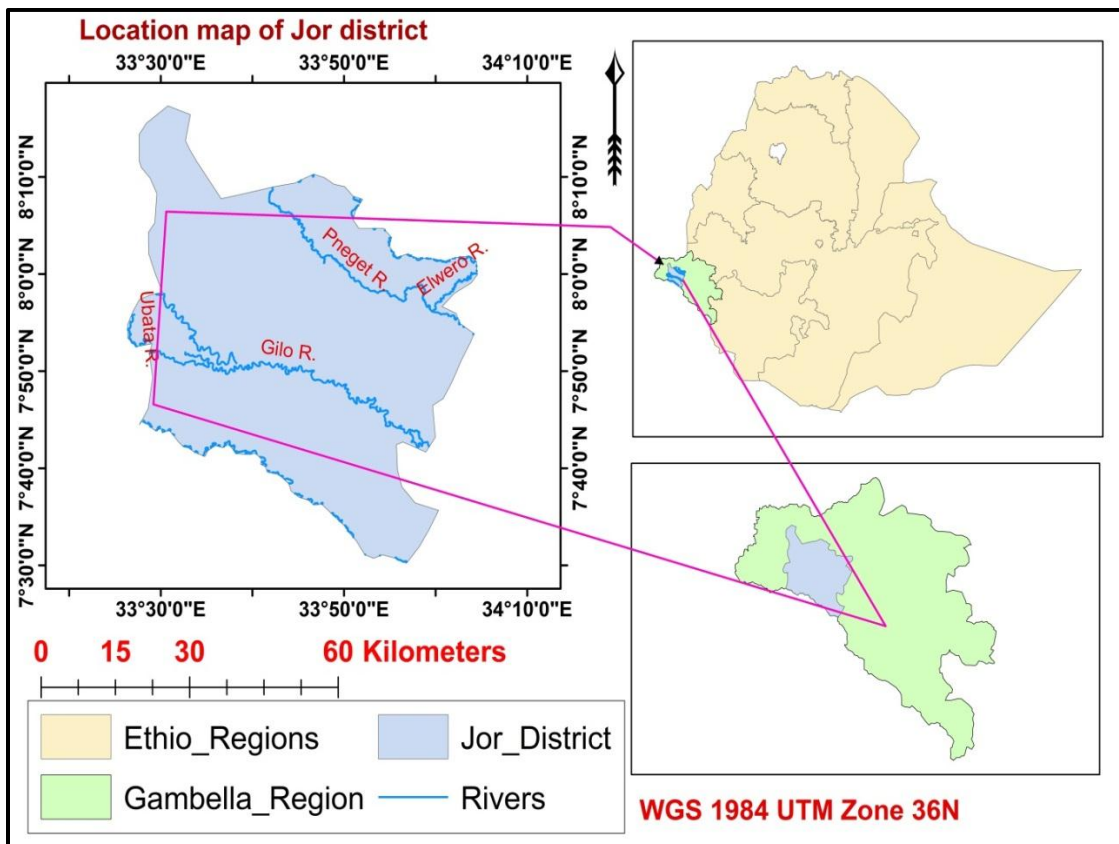 Location map of Jor district
33°30'0"E 33°50'0"E 34°10'0"E
8°10'0"N 8°10'0"N
8°0'0"N 8°0'0"N
7°50'0"N 7°50'0"N
7°40'0"N 7°40'0"N
7°30'0"N
Pneget R.
Elwero R.
Ubata R.
Gilo R.
33°30'0"E 33°50'0"E 34°10'0"E
0 15 30 60 Kilometers
Ethio_Regions Jor_District
Gambella_Region Rivers
WGS 1984 UTM Zone 36N